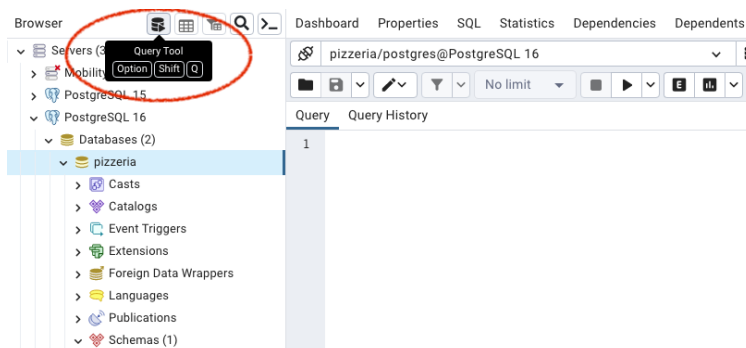 Browser
Query Tool
Option Shift Q
Servers (3
Mobility
PostgreSQL 15
PostgreSQL 16
Databases (2)
pizzeria
Casts
Catalogs
Event Triggers
Extensions
Foreign Data Wrappers
Languages
Publications
Schemas (1)
Dashboard Properties SQL Statistics Dependencies Dependents
pizzeria/postgres@PostgreSQL 16
No limit
E
Query Query History
1